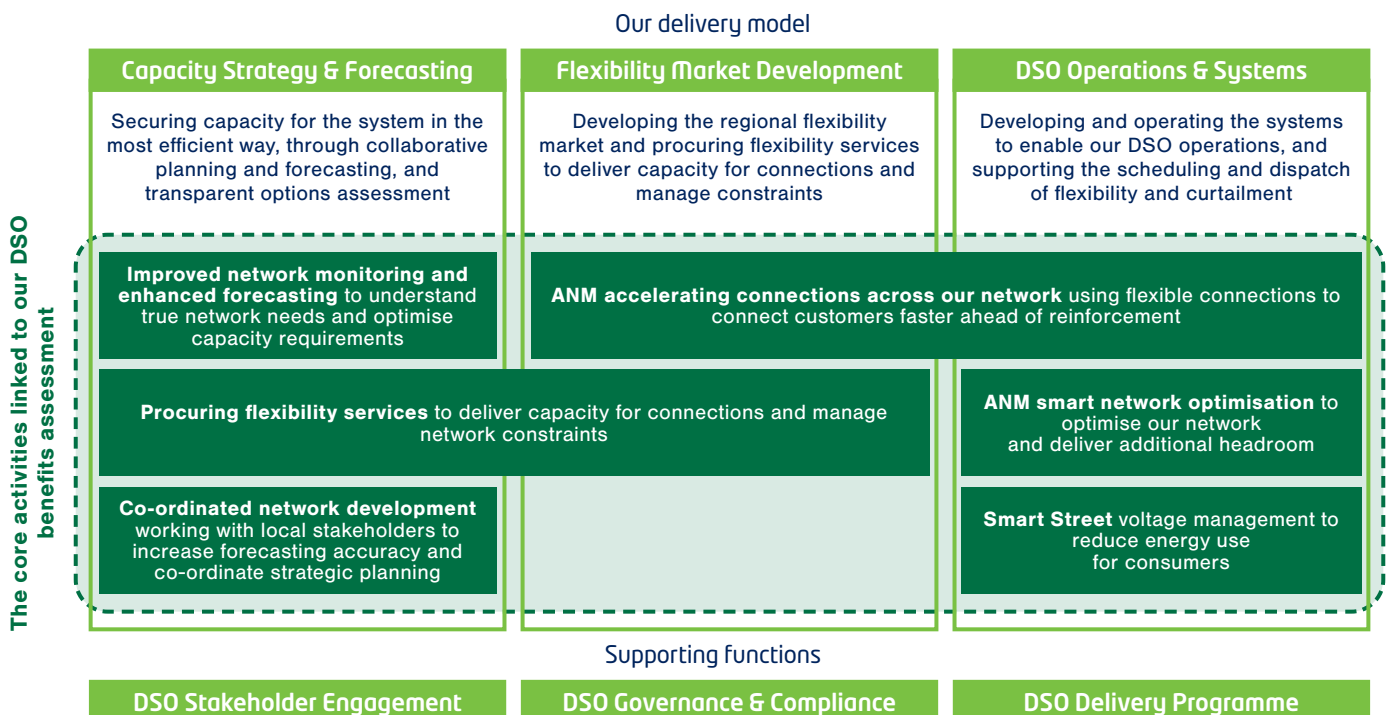 Our delivery model
Capacity Strategy & Forecasting
Securing capacity for the system in the
most efficient way, through collaborative
planning and forecasting, and
transparent options assessment
Flexibility Market Development
Developing the regional flexibility
market and procuring flexibility services
to deliver capacity for connections and
manage constraints
DSO Operations & Systems
Developing and operating the systems
to enable our DSO operations, and
supporting the scheduling and dispatch
of flexibility and curtailment
The core activities linked to our DSO
benefits assessment
Improved network monitoring and
enhanced forecasting to understand
true network needs and optimise
capacity requirements
ANM accelerating connections across our network using flexible connections to
connect customers faster ahead of reinforcement
Procuring flexibility services to deliver capacity for connections and manage
network constraints
ANM smart network optimisation to
optimise our network
and deliver additional headroom
Co-ordinated network development
working with local stakeholders to
increase forecasting accuracy and
co-ordinate strategic planning
Smart Street voltage management to
reduce energy use
for consumers
Supporting functions
DSO Stakeholder Engagement
DSO Governance & Compliance
DSO Delivery Programme